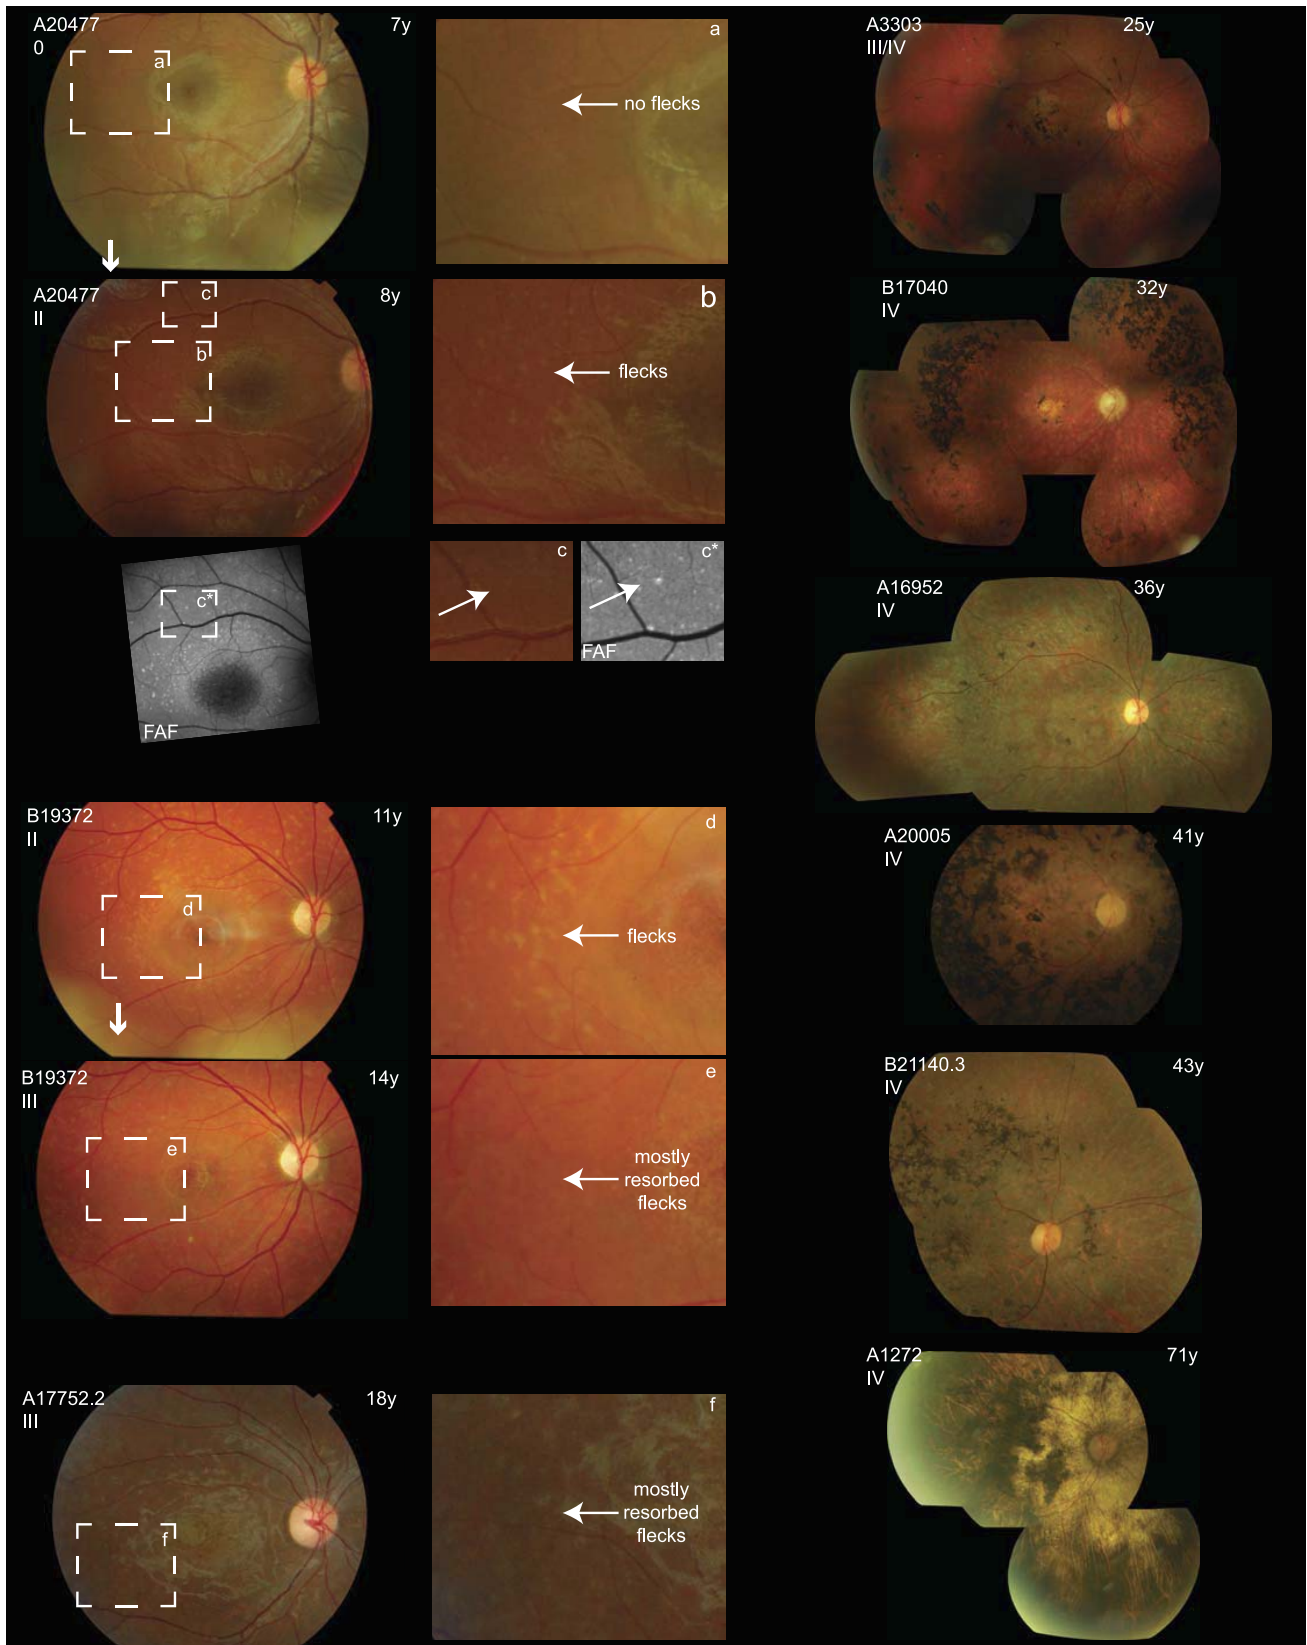 A20477
0
7y
a
a
no flecks
A20477
II
8y
c
b
b
flecks
c*
FAF
c
c*
FAF
B19372
II
11y
d
d
flecks
B19372
III
14y
e
e
mostly
resorbed
flecks
A17752.2
III
18y
f
f
mostly
resorbed
flecks
A3303
III/IV
25y
B17040
IV
32y
A16952
IV
36y
A20005
IV
41y
B21140.3
IV
43y
A1272
IV
71y